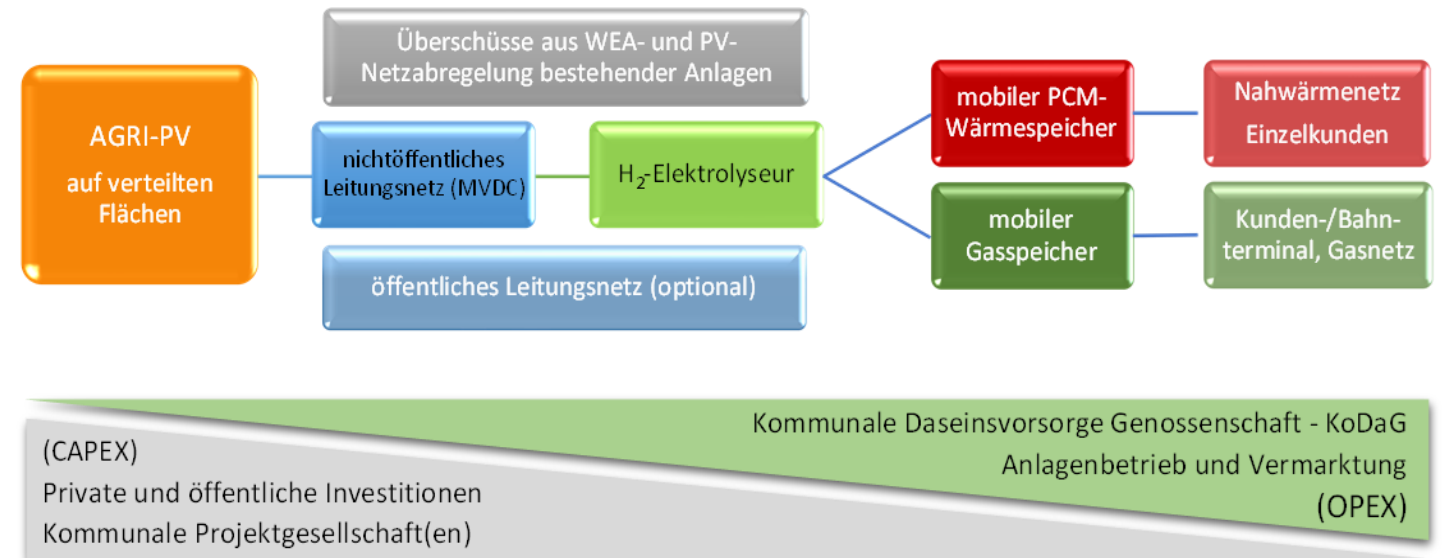 Überschüsse aus WEA- und PV-
Netzabregelung bestehender Anlagen
AGRI-PV
auf verteilten
Flächen
nichtöffentliches
Leitungsnetz (MVDC)
H₂-Elektrolyseur
öffentliches Leitungsnetz (optional)
mobiler PCM-
Wärmespeicher
Nahwärmenetz
Einzelkunden
mobiler
Gasspeicher
Kunden-/Bahn-
terminal, Gasnetz
Kommunale Daseinsvorsorge Genossenschaft - KoDaG
Anlagenbetrieb und Vermarktung
(OPEX)
(CAPEX)
Private und öffentliche Investitionen
Kommunale Projektgesellschaft(en)